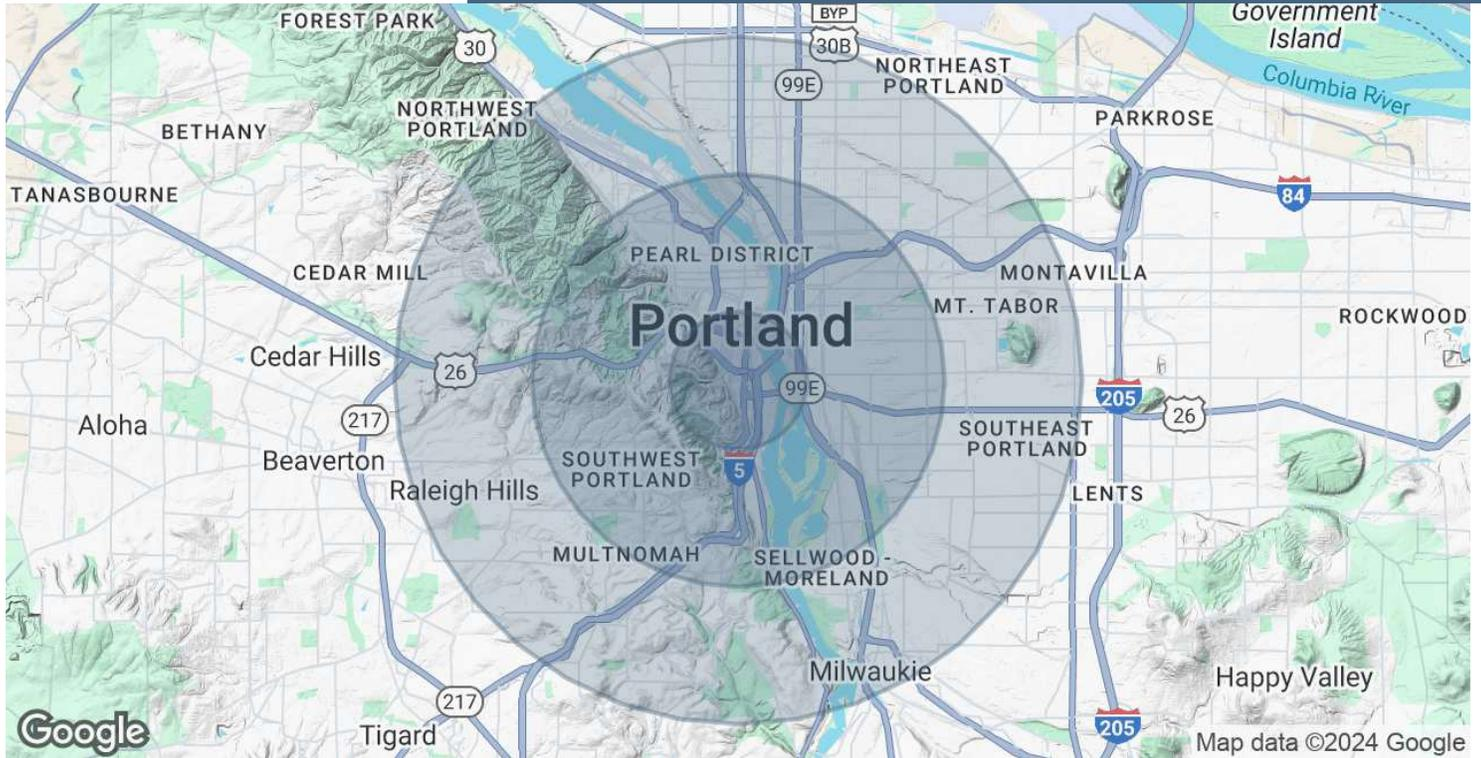 FOREST PARK
BYP
30B
Government
Island
30
99E
NORTHEAST
PORTLAND
Columbia River
NORTHWEST
PORTLAND
PARKROSE
BETHANY
TANASBOURNE
84
PEARL DISTRICT
CEDAR MILL
MONTAVILLA
MT. TABOR
Portland
ROCKWOOD
Cedar Hills
26
99E
205
26
217
Aloha
SOUTHEAST
PORTLAND
Beaverton
SOUTHWEST
PORTLAND
5
Raleigh Hills
LENTS
MULTNOMAH
SELLWOOD -
MORELAND
Milwaukie
Happy Valley
217
Tigard
205
Google
Map data ©2024 Google